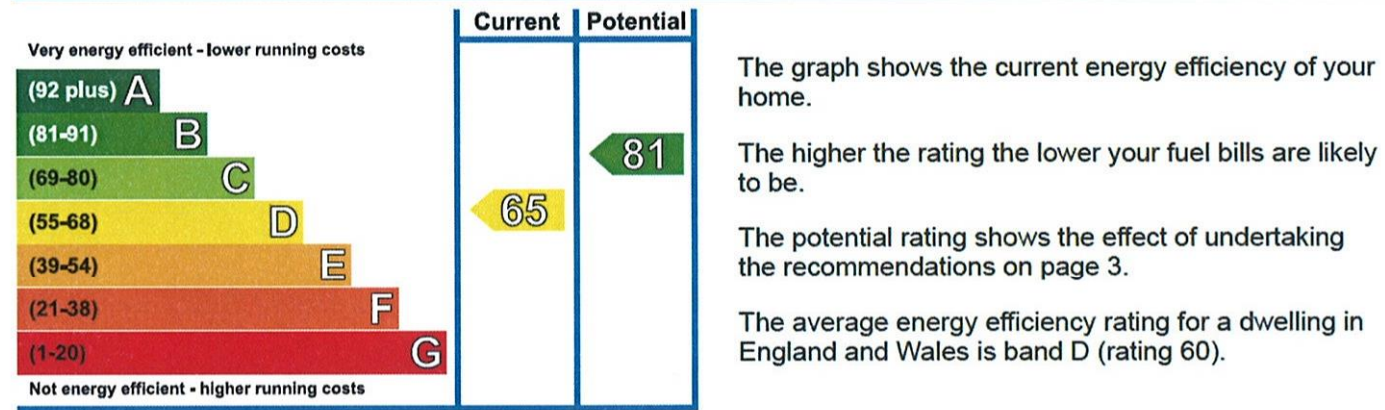 Current Potential
Very energy efficient - lower running costs
(92 plus) A
(81-91) B
(69-80) C
(55-68) D
(39-54) E
(21-38) F
(1-20) G
Not energy efficient - higher running costs
65
81
The graph shows the current energy efficiency of your
home.
The higher the rating the lower your fuel bills are likely
to be.
The potential rating shows the effect of undertaking
the recommendations on page 3.
The average energy efficiency rating for a dwelling in
England and Wales is band D (rating 60).